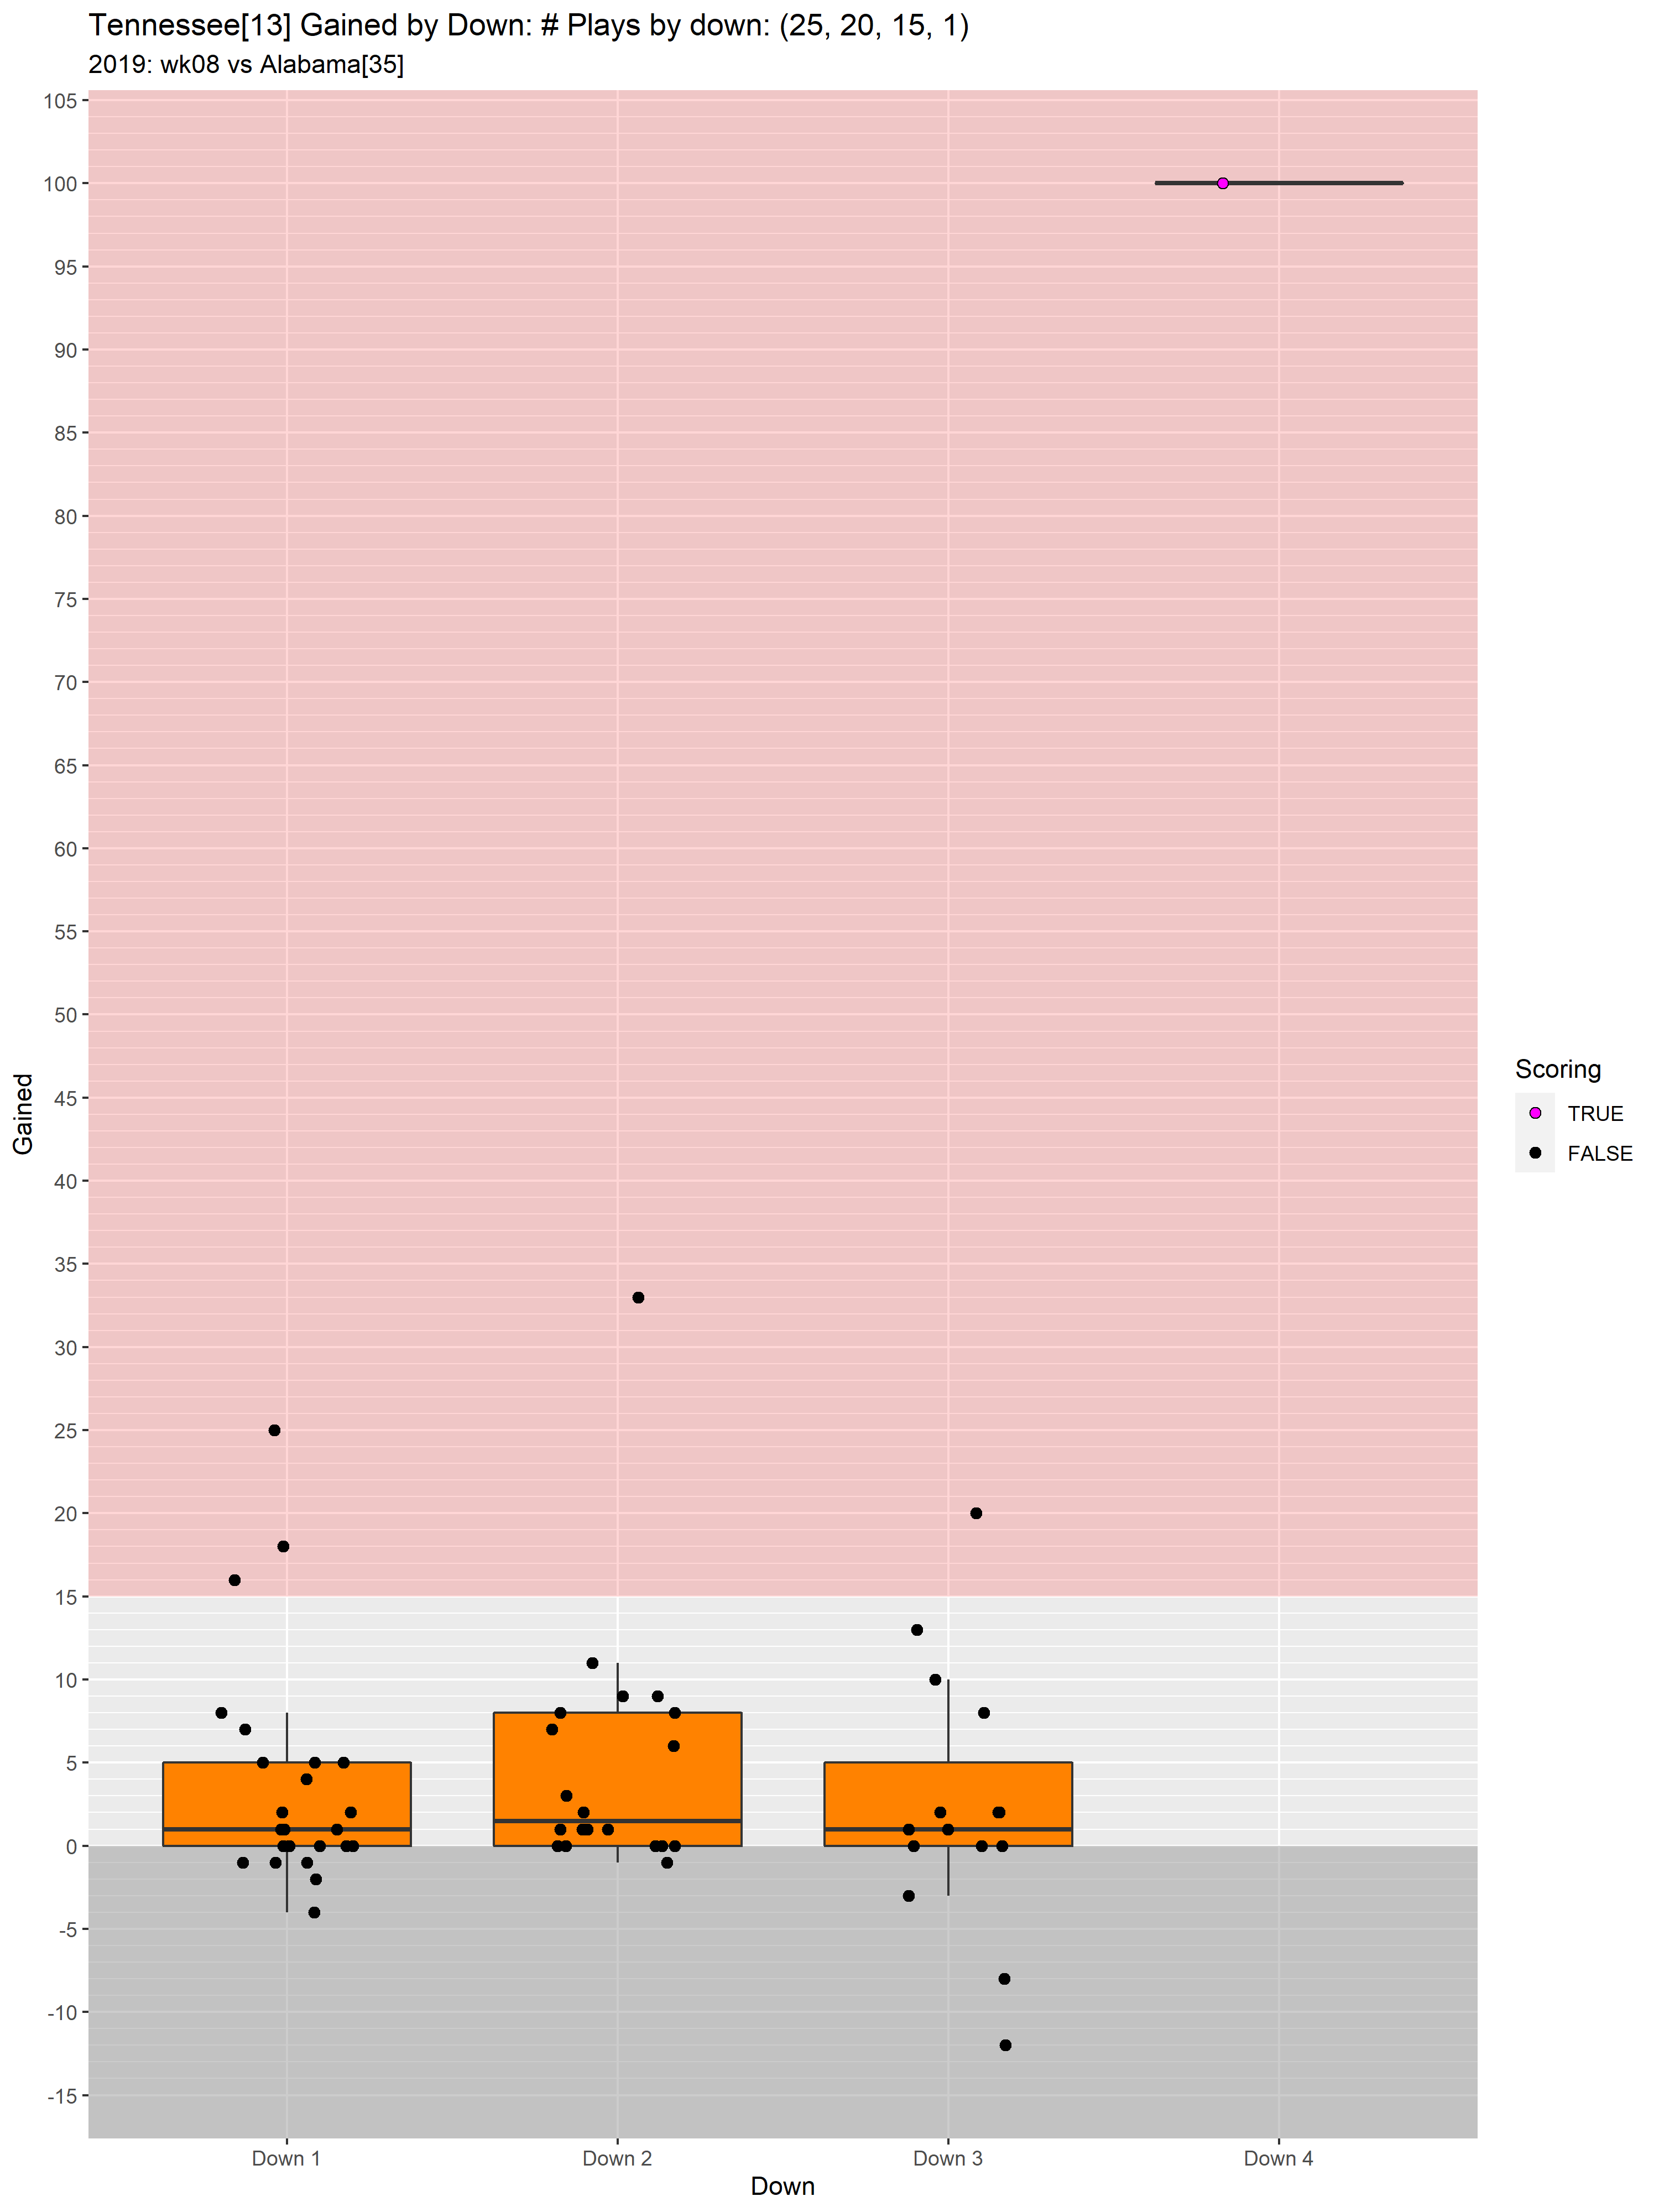 Tennessee[13] Gained by Down: # Plays by down: (25, 20, 15, 1)
2019: wk08 vs Alabama[35]
105
100
95
90
85
80
75
70
65
60
55
50
45
40
35
30
25
20
15
10
5
0
-5
-10
-15
Gained
Down 1
Down 2
Down 3
Down 4
Down
Scoring
TRUE
FALSE